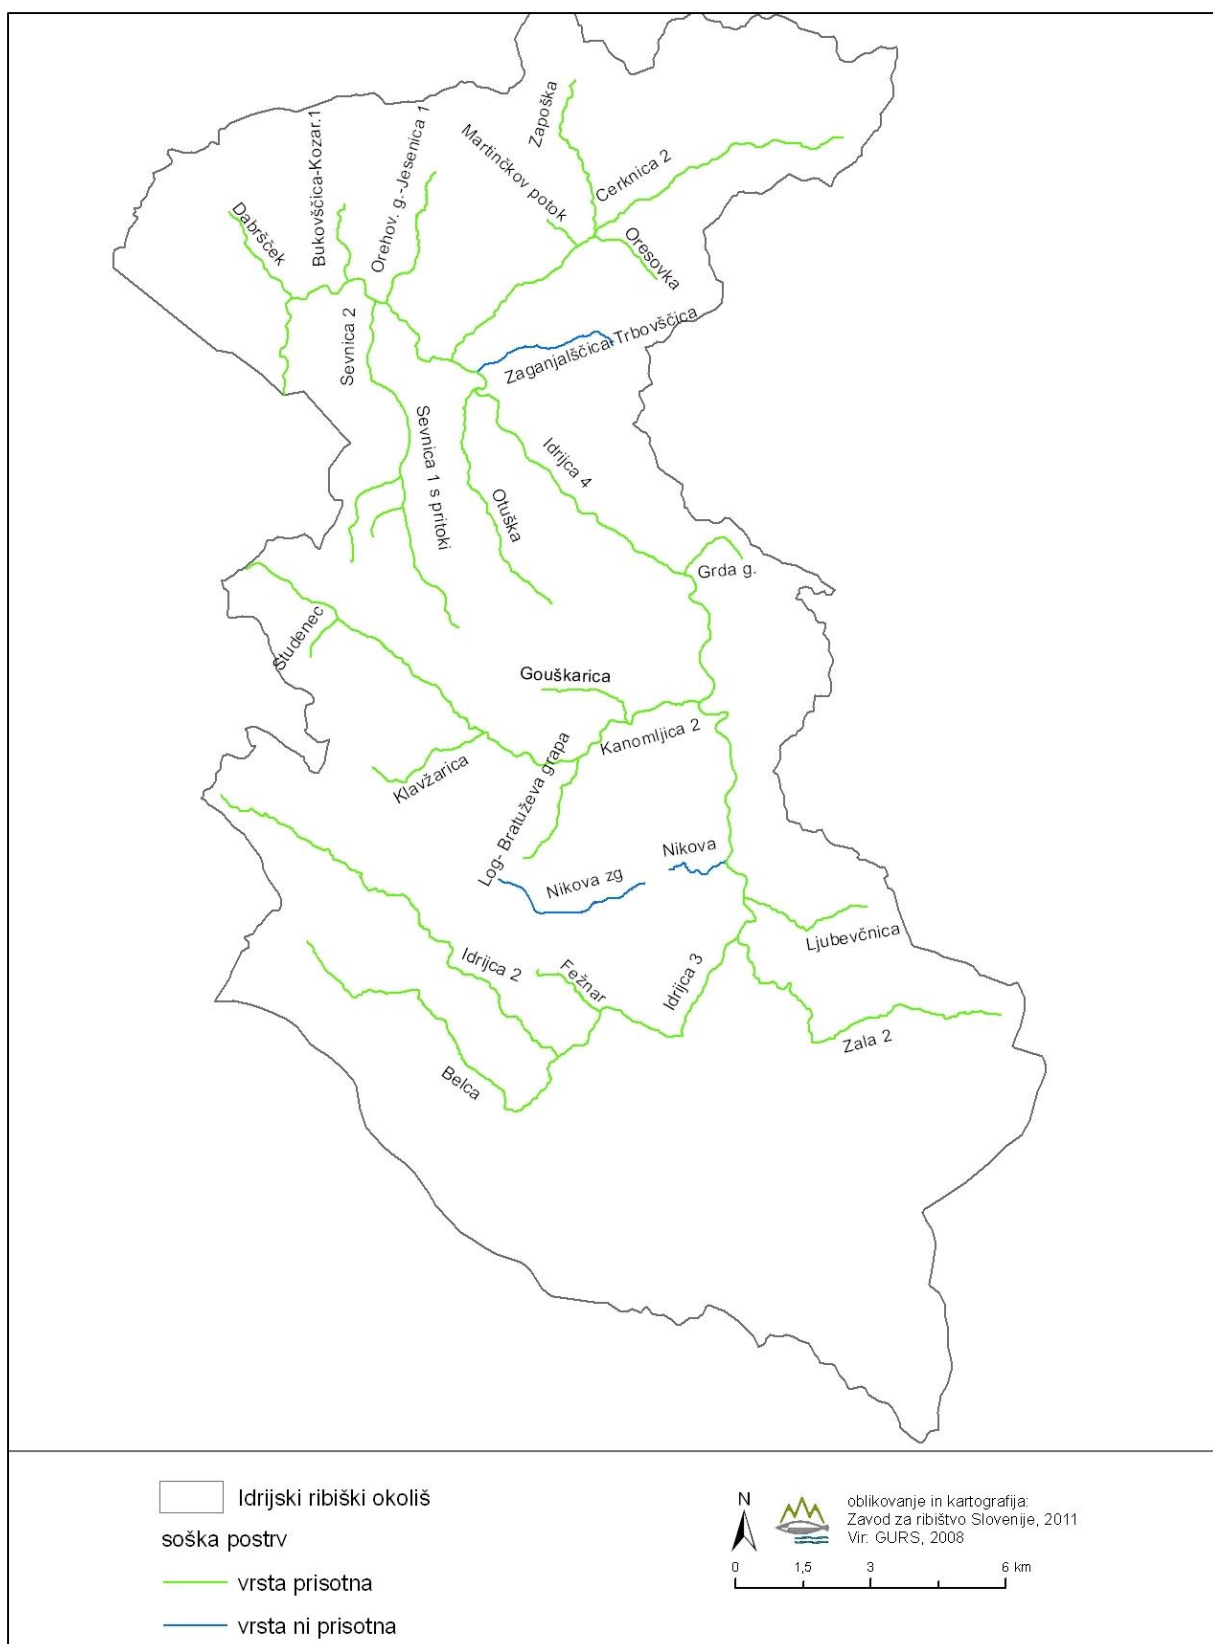 Zapoška
Martinčkov potok
Cerknica 2
Oresovka
Bukovščica-Kozar.1
Orehov. g.-Jesenica 1
Dabršček
Sevnica 2
Zaganjalščica-Trbovščica
Sevnica 1 s pritoki
Idrijca 4
Otuška
Grda g.
Studenec
Gouškarica
Kanomljica 2
Klavžarica
Log- Bratuževa grapa
Nikova
Nikova zg
Ljubevčnica
Idrijca 2
Fežnar
Idrijca 3
Zala 2
Belca
Idrijski ribiški okoliš
soška postrv
vrsta prisotna
vrsta ni prisotna
N
oblikovanje in kartografija:
Zavod za ribištvo Slovenije, 2011
Vir: GURS, 2008
0 1,5 3 6 km